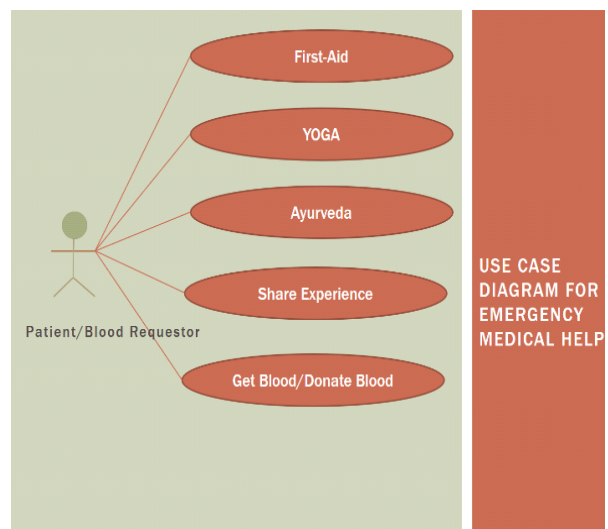 First-Aid
YOGA
Ayurveda
Share Experience
Get Blood/Donate Blood
Patient/Blood Requestor
USE CASE
DIAGRAM FOR
EMERGENCY
MEDICAL HELP